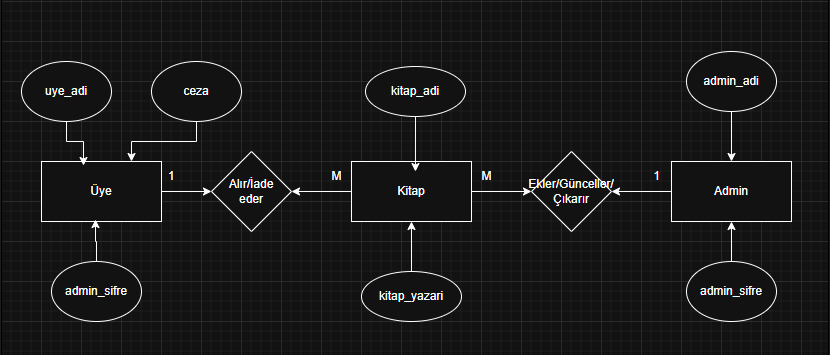 uye_adi
ceza
kitap_adi
admin_adi
Üye
1
Alır/İade
eder
M
Kitap
M
Ekler/Günceller/
Çıkarır
1
Admin
admin_sifre
kitap_yazari
admin_sifre